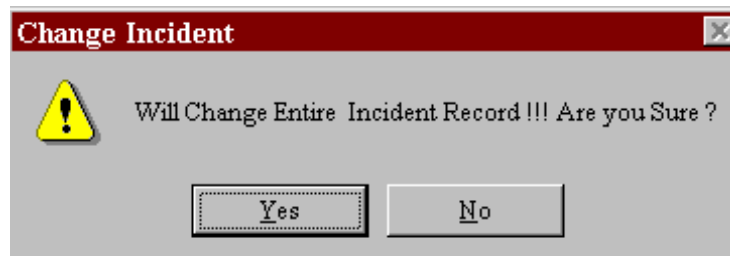 Change Incident
Will Change Entire Incident Record !!! Are you Sure ?
Yes No